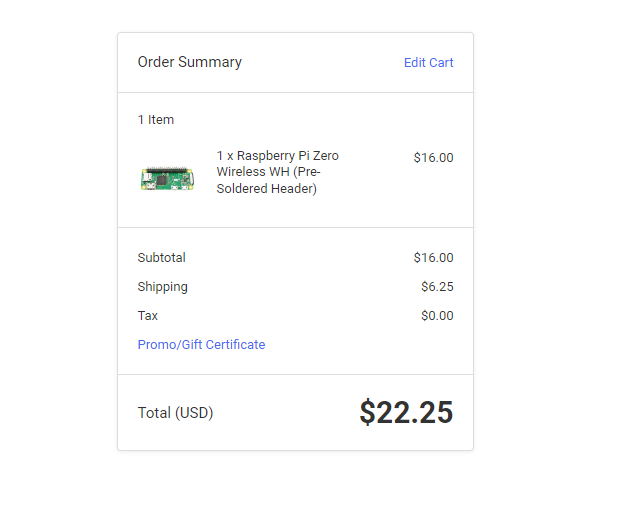 Order Summary
Edit Cart
1 Item
1 x Raspberry Pi Zero
Wireless WH (Pre-
Soldered Header)
$16.00
Subtotal
$16.00
Shipping
$6.25
Tax
$0.00
Promo/Gift Certificate
Total (USD)
$22.25